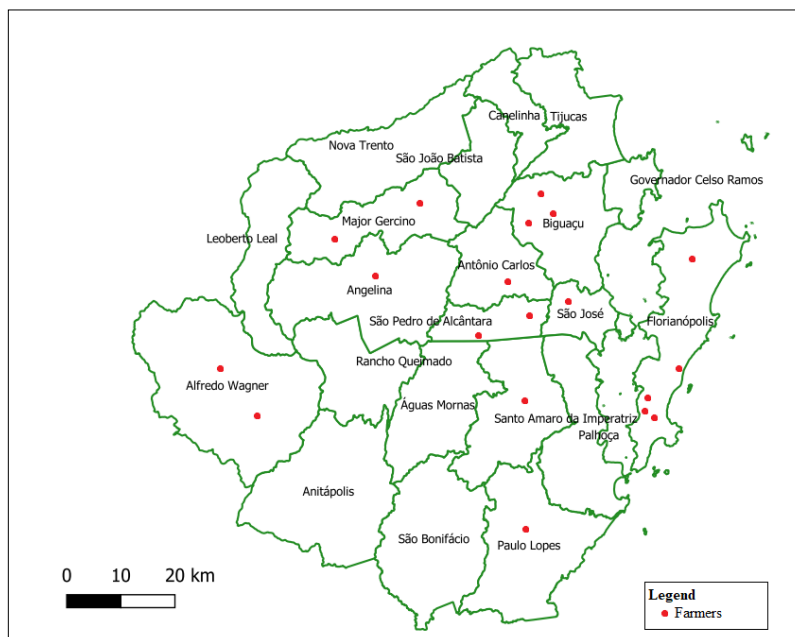 Canelinha
Tijucas
Nova Trento
São João Batista
Governador Celso Ramos
Major Gercino
Biguaçu
Leoberto Leal
Antônio Carlos
Angelina
São José
São Pedro de Alcântara
Florianópolis
Rancho Queimado
Alfredo Wagner
Águas Mornas
Santo Amaro da Imperatriz
Palhoça
Anitápolis
São Bonifácio
Paulo Lopes
0 10 20 km
Legend
Farmers